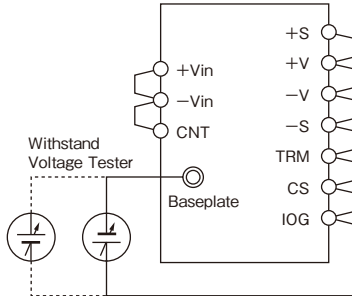 +S
+Vin
+V
−Vin
−V
CNT
−S
Withstand
Voltage Tester
TRM
Baseplate
CS
IOG